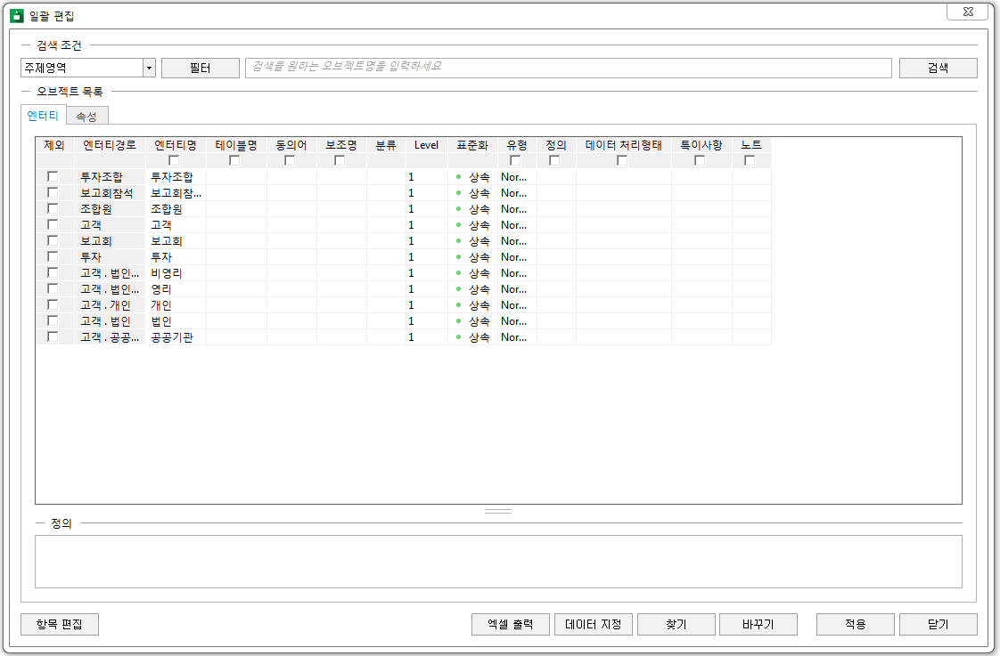 일괄 편집
검색 조건
주제영역 필터 검색을 원하는 오브젝트명을 입력하세요 검색
오브젝트 목록
엔터티 속성
제외 엔터티경로 엔터티명 테이블명 동의어 보조명 분류 Level 표준화 유형 정의 데이터 처리형태 특이사항 노트
투자조합 투자조합 1 상속 Nor...
보고회참석 보고회참... 1 상속 Nor...
조합원 조합원 1 상속 Nor...
고객 고객 1 상속 Nor...
보고회 보고회 1 상속 Nor...
투자 투자 1 상속 Nor...
고객 . 법인... 비영리 1 상속 Nor...
고객 . 법인... 영리 1 상속 Nor...
고객 . 개인 개인 1 상속 Nor...
고객 . 법인 법인 1 상속 Nor...
고객 . 공공... 공공기관 1 상속 Nor...
정의
항목 편집 엑셀 출력 데이터 지정 찾기 바꾸기 적용 닫기